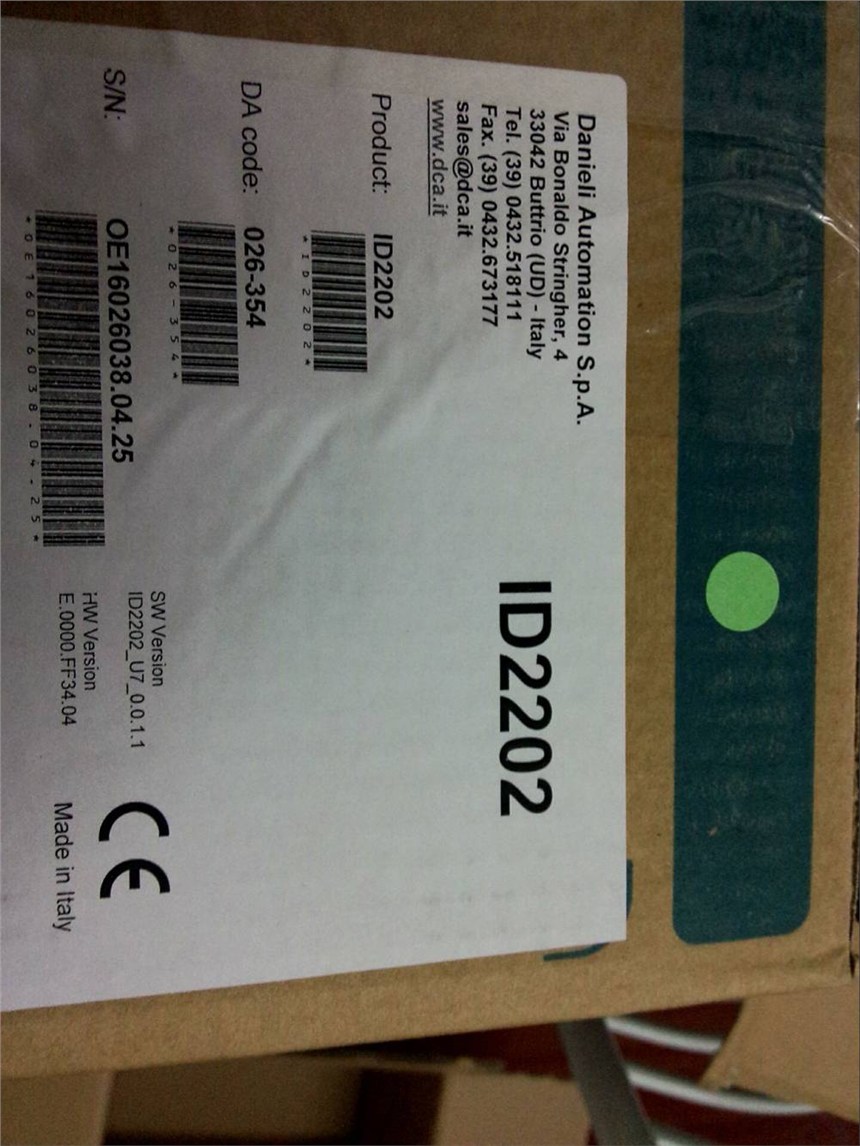 Danieli Automation S.p.A.
Via Bonaldo Stringher, 4
33042 Buttrio (UD) - Italy
Tel. (39) 0432.518111
Fax. (39) 0432.673177
sales@dca.it
www.dca.it
ID2202
Product: ID2202
*ID2202*
DA code: 026-354
*026-354*
S/N: OE16026038.04.25
*OE16026038.04.25*
SW Version
ID2202_U7_0.0.1.1
HW Version
E.0000.FF34.04
CE
Made in Italy